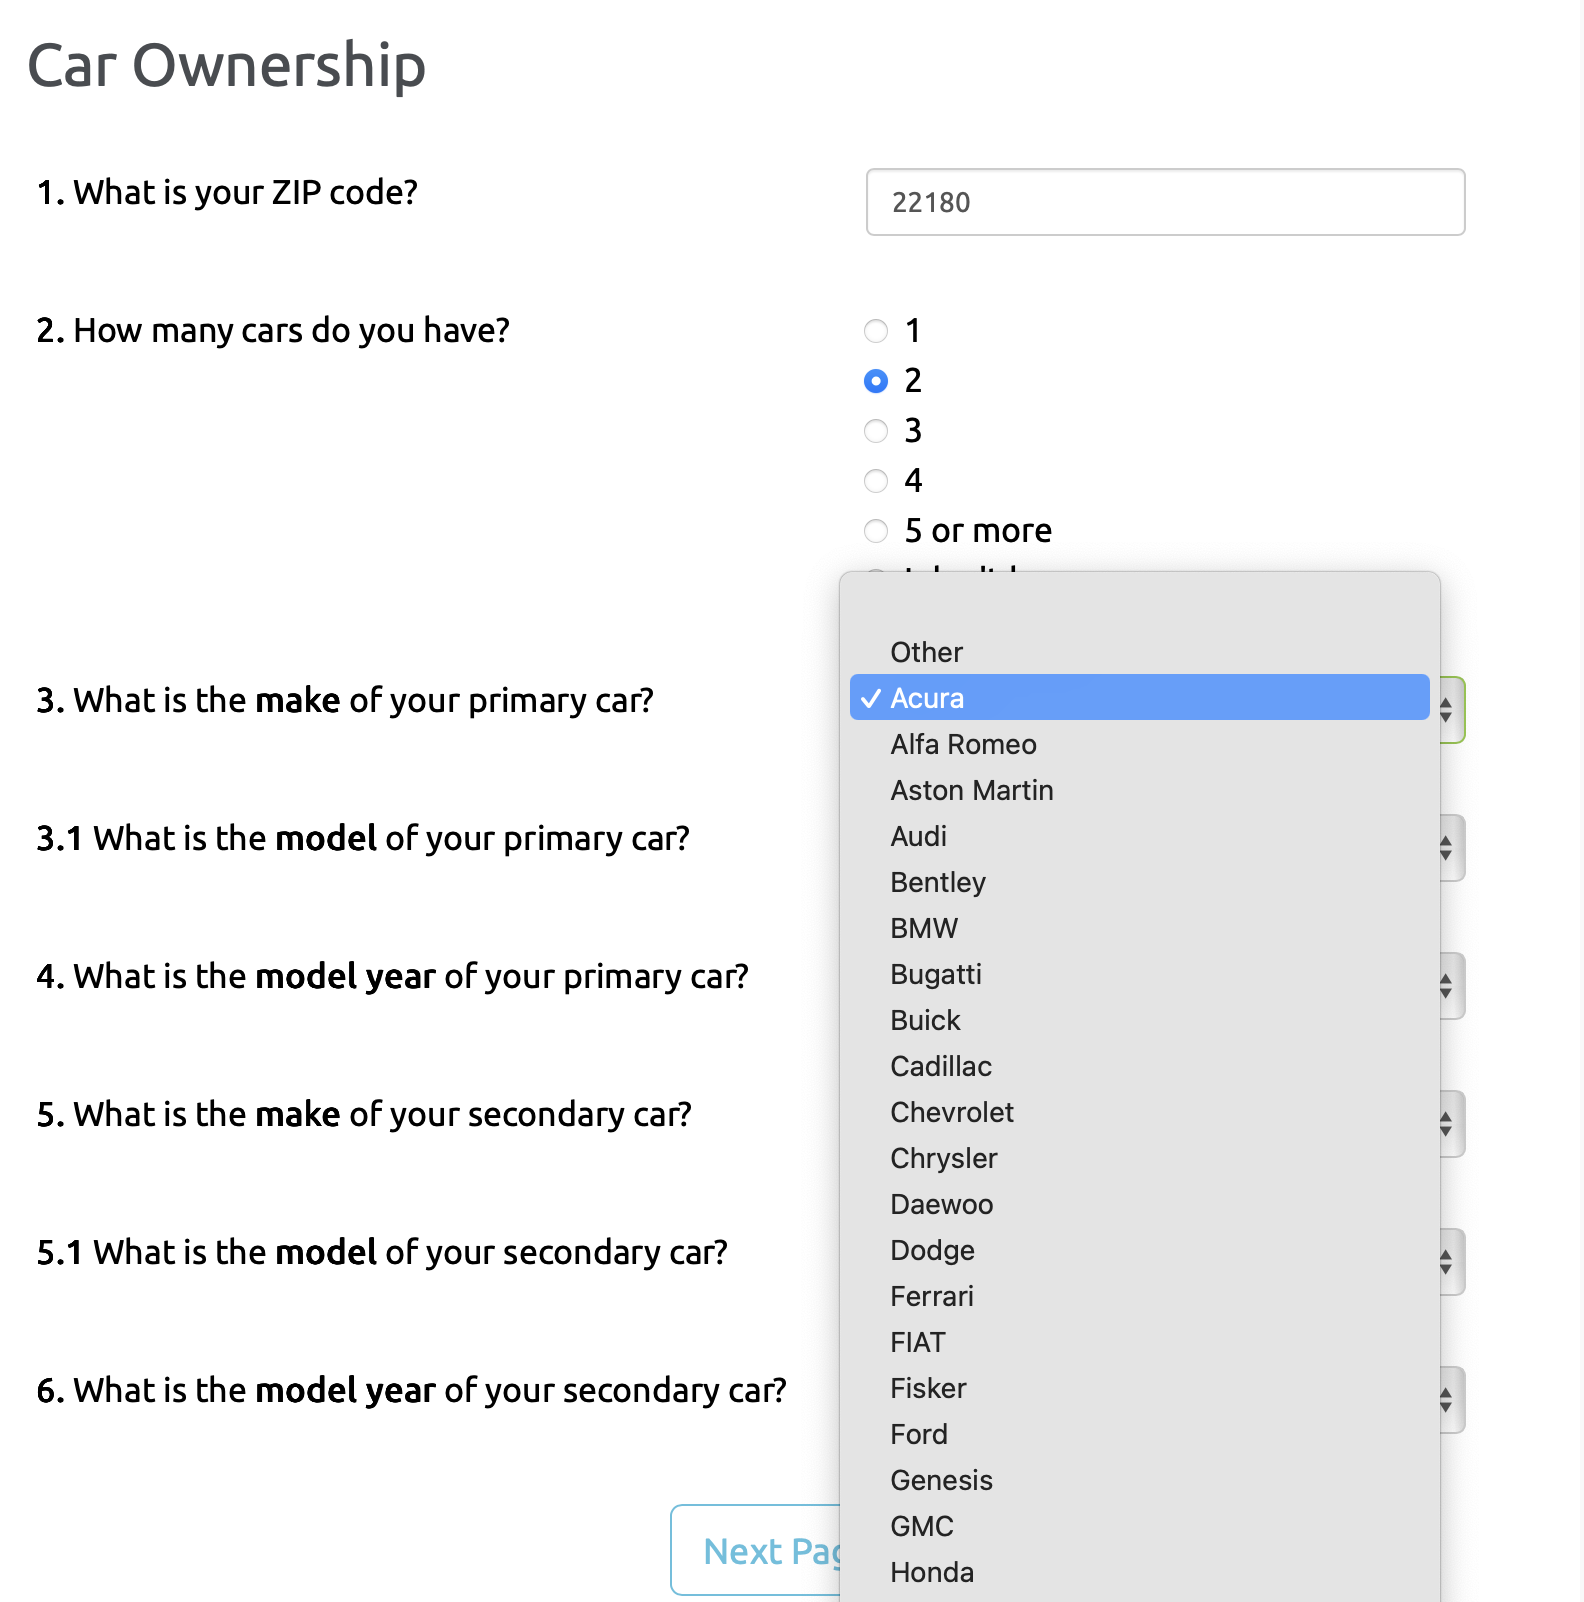 Car Ownership
1. What is your ZIP code?
22180
2. How many cars do you have?
1
2
3
4
5 or more
3. What is the make of your primary car?
3.1 What is the model of your primary car?
4. What is the model year of your primary car?
5. What is the make of your secondary car?
5.1 What is the model of your secondary car?
6. What is the model year of your secondary car?
Other
✓ Acura
Alfa Romeo
Aston Martin
Audi
Bentley
BMW
Bugatti
Buick
Cadillac
Chevrolet
Chrysler
Daewoo
Dodge
Ferrari
FIAT
Fisker
Ford
Genesis
GMC
Honda
Next